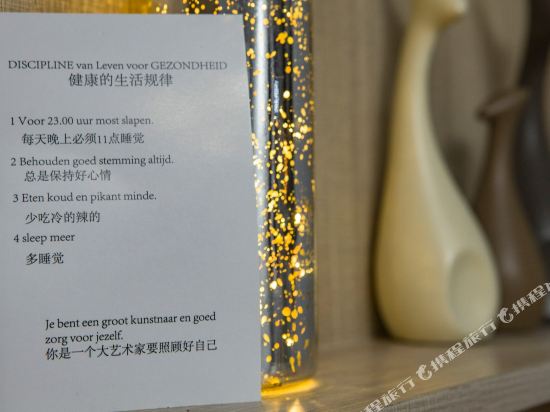 DISCIPLINE van Leven voor GEZONDHEID
健康的生活规律
1 Voor 23.00 uur most slapen.
每天晚上必须11点睡觉
2 Behouden goed stemming altijd.
总是保持好心情
3 Eten koud en pikant minde.
少吃冷的辣的
4 sleep meer
多睡觉
Je bent een groot kunstnaar en goed
zorg voor jezelf.
你是一个大艺术家要照顾好自己
携程旅行
携程旅行